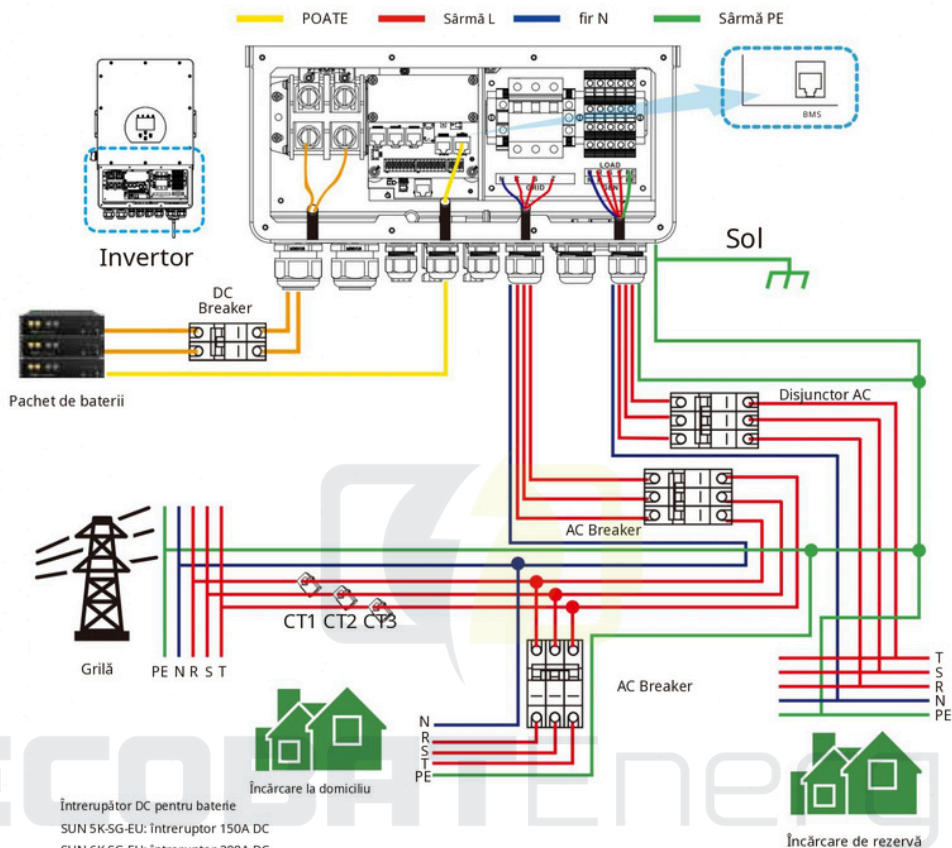 POATE Sârmă L fir N Sârmă PE
BMS
LOAD
GRID
GEN
Invertor
Sol
DC
Breaker
Pachet de baterii
Disjunctor AC
AC Breaker
CT1 CT2 CT3
Grilă
PE N R S T
AC Breaker
T
S
R
N
PE
N
R
S
T
PE
Încărcare la domiciliu
Încărcare de rezervă
ECOBATEnerg
Întrerupător DC pentru baterie
SUN 5K-SG-EU: întreruptor 150A DC